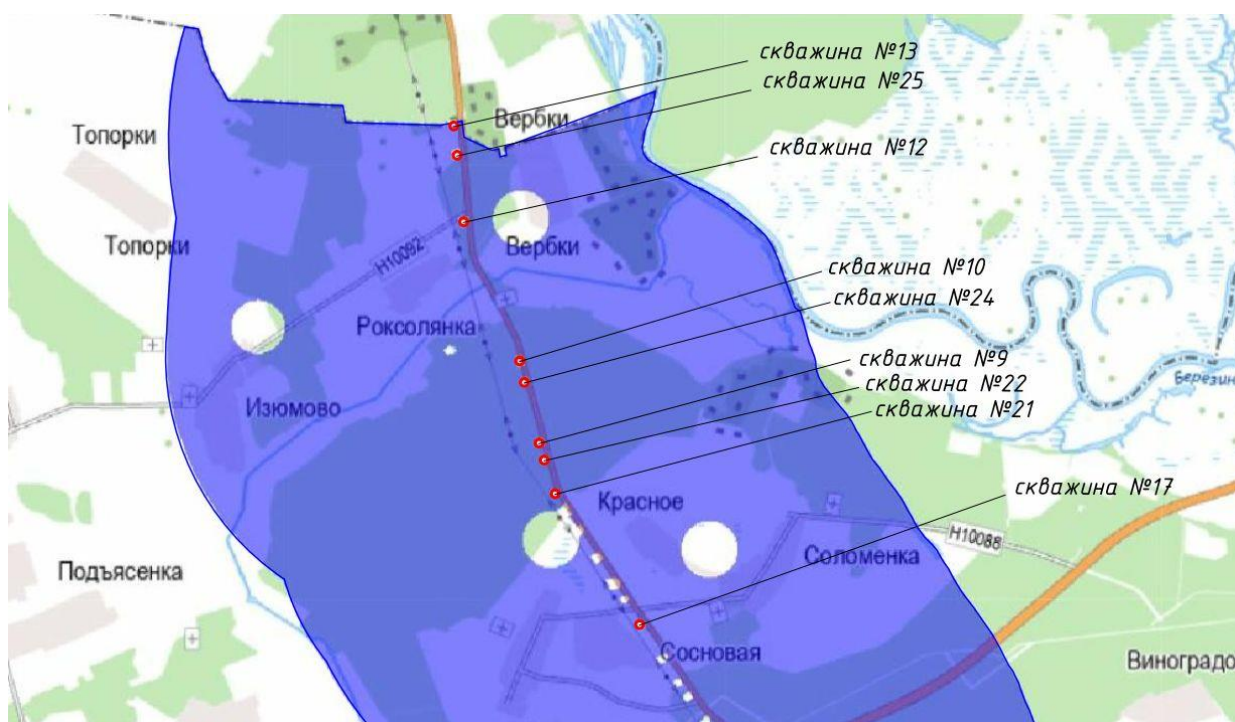 скважина №13
скважина №25
Вербки
Топорки
скважина №12
Топорки
Вербки
Н10092
скважина №10
скважина №24
Роксолянка
скважина №9
скважина №22
Березин
Изюмово
скважина №21
скважина №17
Красное
Н10088
Соломенка
Подъясенка
Сосновая
Виноградо